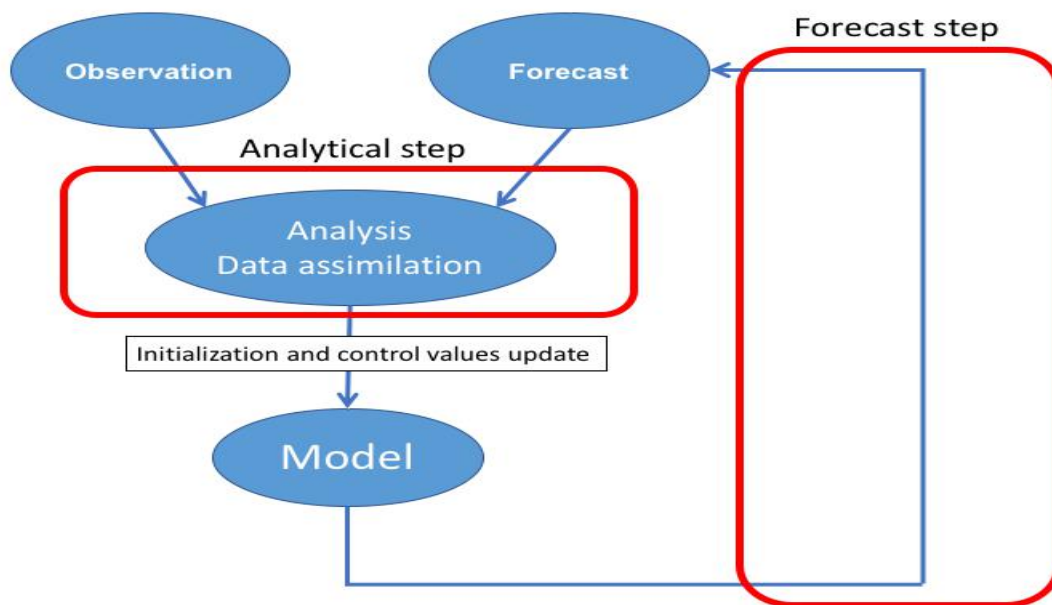 Forecast step
Observation
Forecast
Analytical step
Analysis
Data assimilation
Initialization and control values update
Model